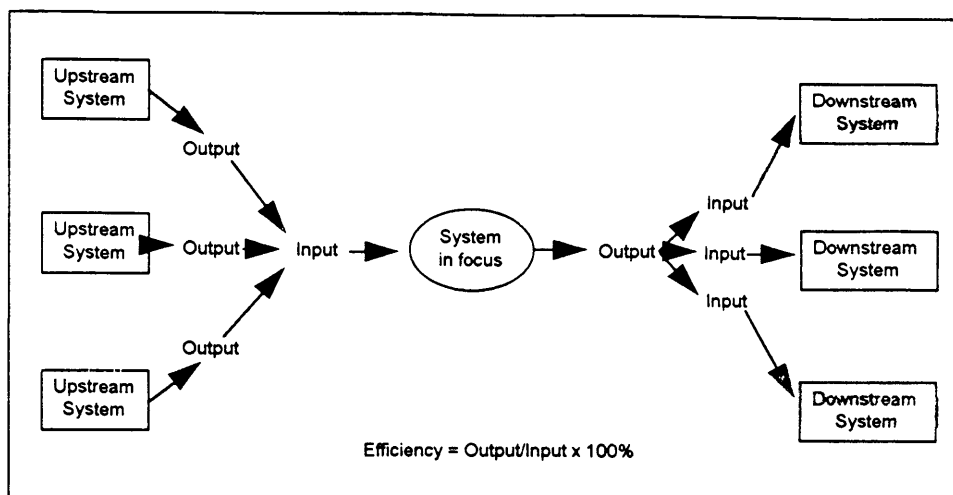 Upstream
System
Output
Upstream
System
Output
Input
System
in focus
Output
Input
Downstream
System
Input
Downstream
System
Input
Downstream
System
Output
Upstream
System
Efficiency = Output/Input x 100%